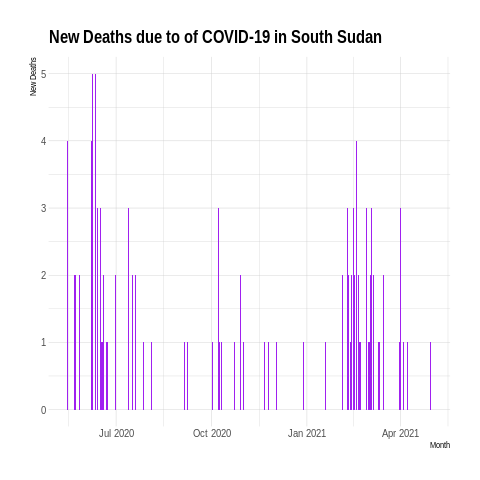 New Deaths due to of COVID-19 in South Sudan
New Deaths
5
4
3
2
1
0
Jul 2020 Oct 2020 Jan 2021 Apr 2021
Month